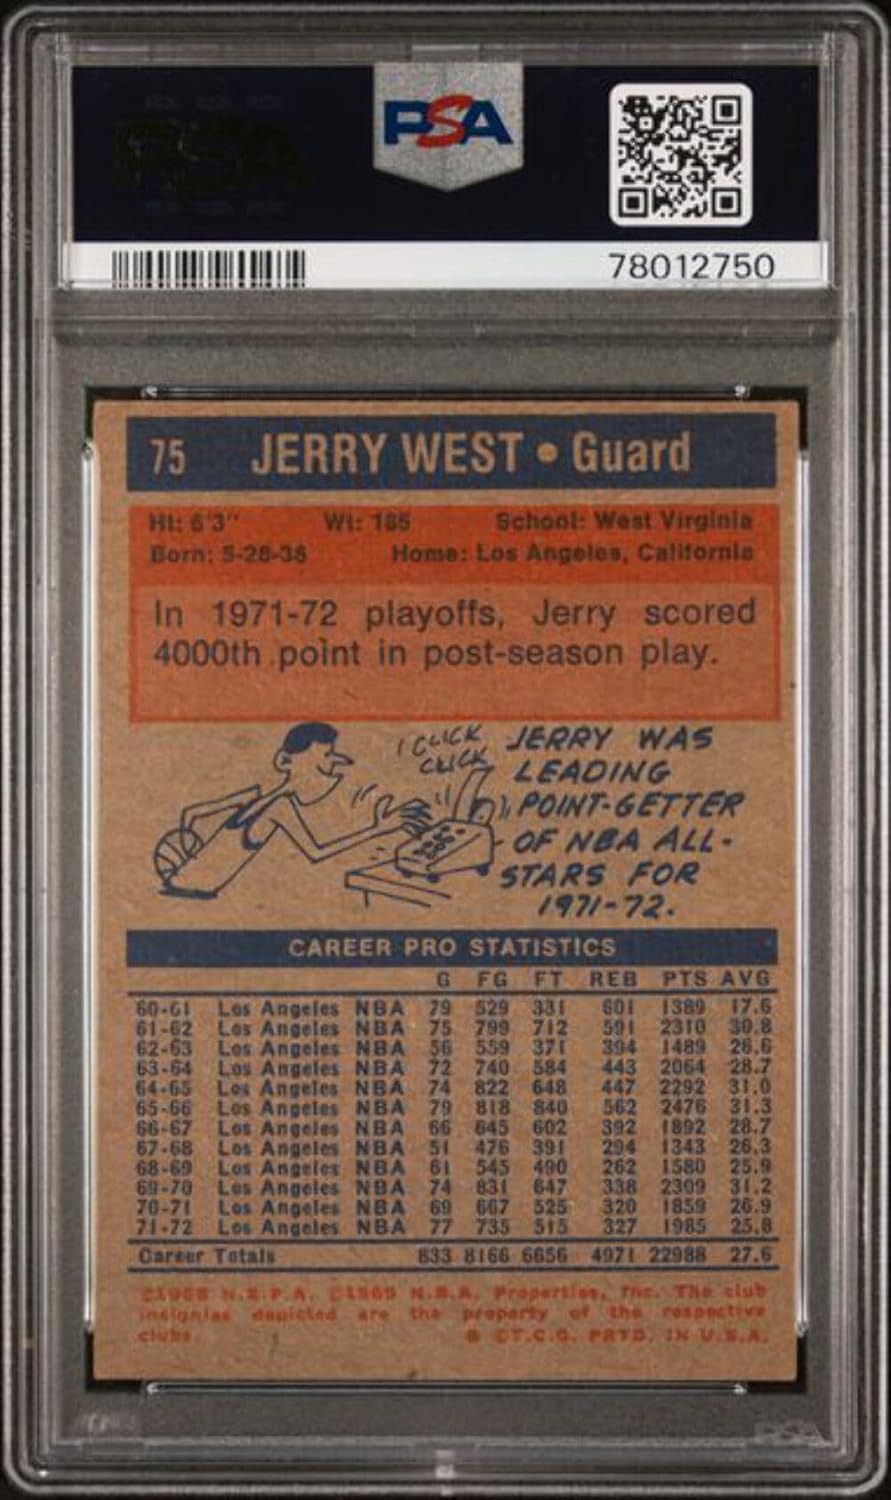 PSA
78012750
75 JERRY WEST • Guard
Ht: 6'3" Wt: 185 School: West Virginia
Born: 5-28-38 Home: Los Angeles, California
In 1971-72 playoffs, Jerry scored
4000th point in post-season play.
CLICK
CLICK
JERRY WAS
LEADING
POINT-GETTER
OF NBA ALL-
STARS FOR
1971-72.
CAREER PRO STATISTICS
G FG FT REB PTS AVG
60-61 Los Angeles NBA 79 529 331 601 1389 17.6
61-62 Los Angeles NBA 75 799 712 591 2310 30.8
62-63 Los Angeles NBA 56 559 371 394 1489 26.6
63-64 Los Angeles NBA 72 740 584 443 2064 28.7
64-65 Los Angeles NBA 74 822 648 447 2292 31.0
65-66 Los Angeles NBA 79 818 840 562 2476 31.3
66-67 Los Angeles NBA 66 645 602 392 1892 28.7
67-68 Los Angeles NBA 51 476 391 294 1343 26.3
68-69 Los Angeles NBA 61 545 490 262 1580 25.9
69-70 Los Angeles NBA 74 831 647 338 2309 31.2
70-71 Los Angeles NBA 69 667 525 320 1859 26.9
71-72 Los Angeles NBA 77 735 515 327 1985 25.8
Career Totals 833 8166 6656 4971 22988 27.6
©1968 N.B.P.A. ©1969 N.B.A. Properties, Inc. The club
insignias depicted are the property of the respective
clubs. ® ©T.C.G. PRTD. IN U.S.A.
PSA